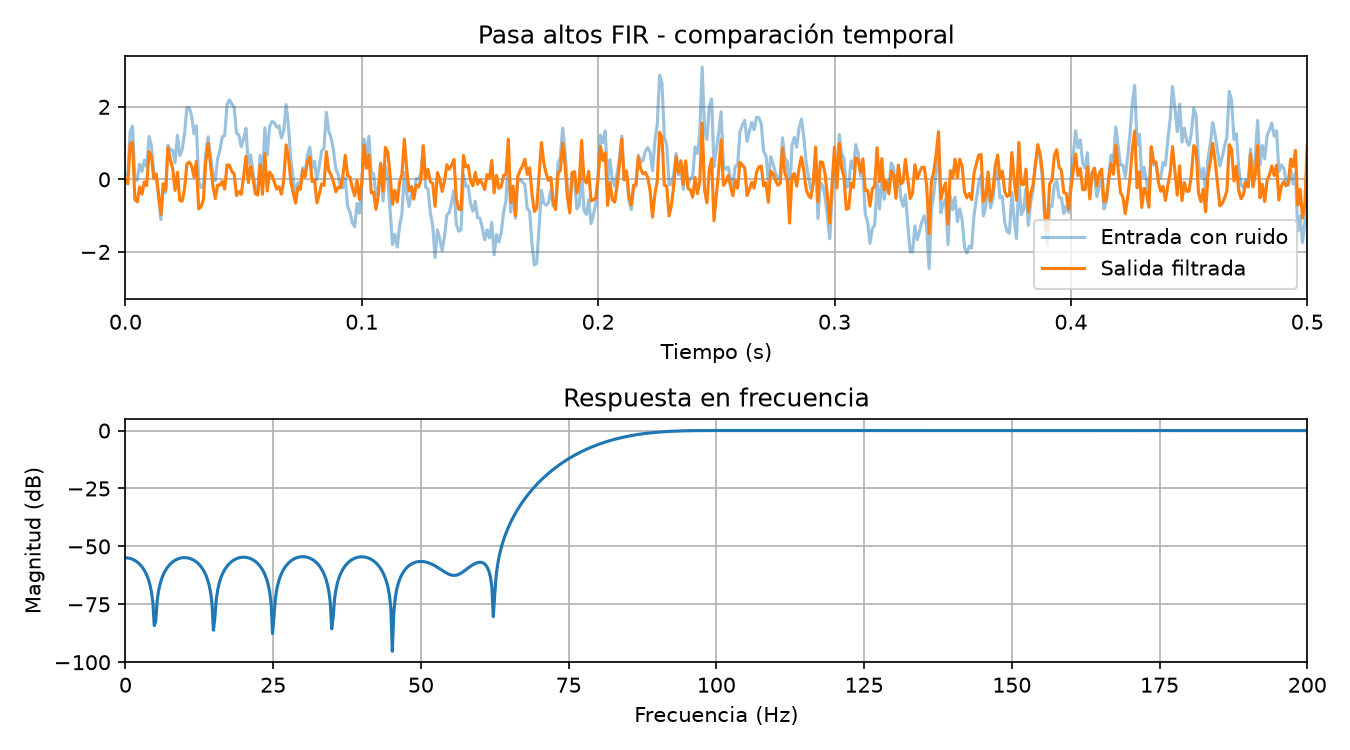 Pasa altos FIR - comparación temporal
2
0
−2
Entrada con ruido
Salida filtrada
0.0 0.1 0.2 0.3 0.4 0.5
Tiempo (s)
Respuesta en frecuencia
Magnitud (dB)
0
−25
−50
−75
−100
0 25 50 75 100 125 150 175 200
Frecuencia (Hz)